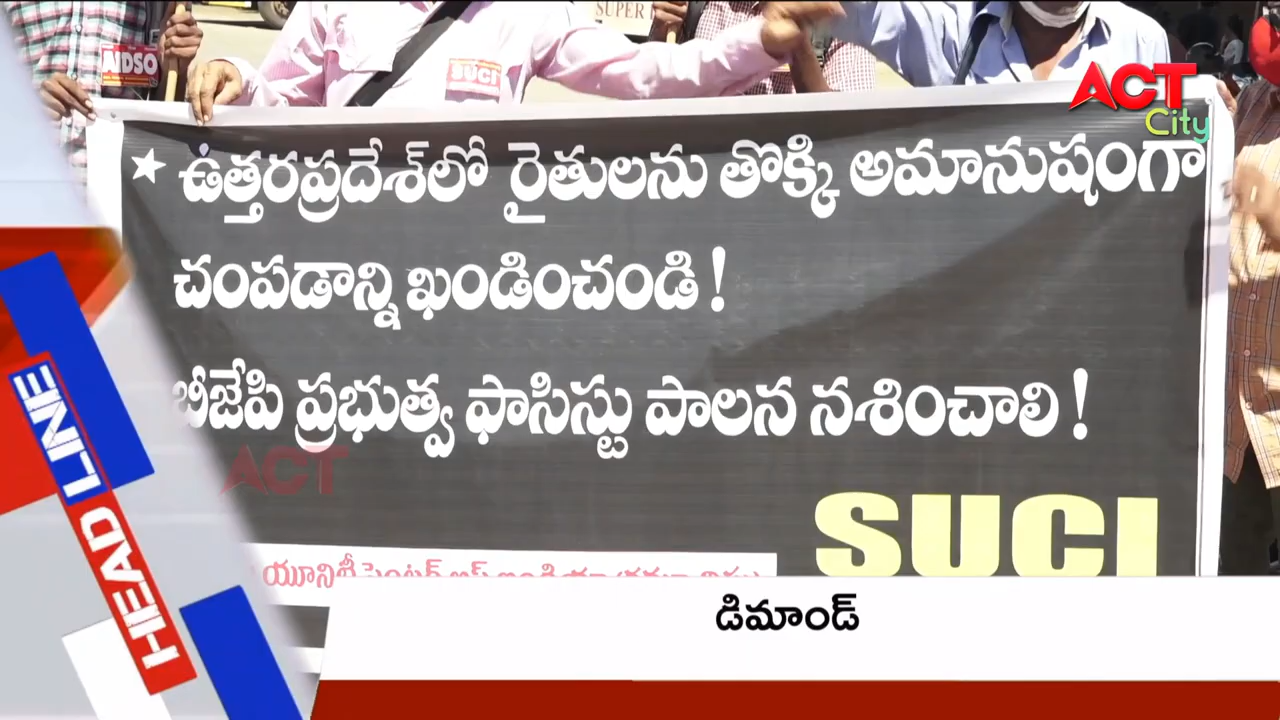 SUPER
AIDSO
SUCI
ACT
City
★ ఉత్తరప్రదేశ్‌లో రైతులను తొక్కి అమానుషంగా
చంపడాన్ని ఖండించండి !
బీజేపి ప్రభుత్వ ఫాసిస్టు పాలన నశించాలి !
ACT
SUCI
HEAD LINE
డిమాండ్